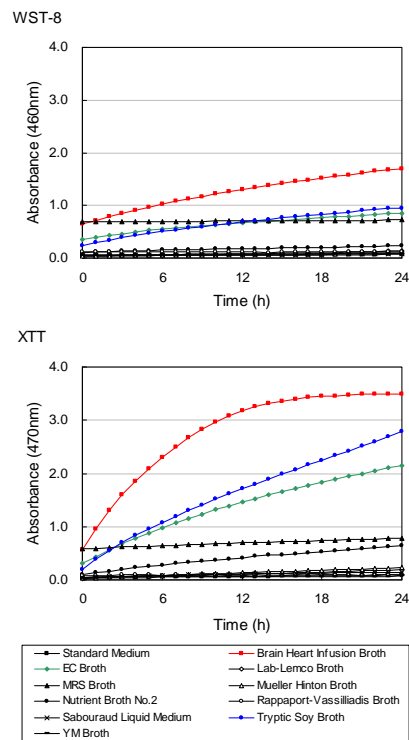 WST-8
4.0
3.0
2.0
1.0
0.0
Absorbance (460nm)
0 6 12 18 24
Time (h)
XTT
4.0
3.0
2.0
1.0
0.0
Absorbance (470nm)
0 6 12 18 24
Time (h)
Standard Medium Brain Heart Infusion Broth
EC Broth Lab-Lemco Broth
MRS Broth Mueller Hinton Broth
Nutrient Broth No.2 Rappaport-Vassilliadis Broth
Sabouraud Liquid Medium Tryptic Soy Broth
YM Broth